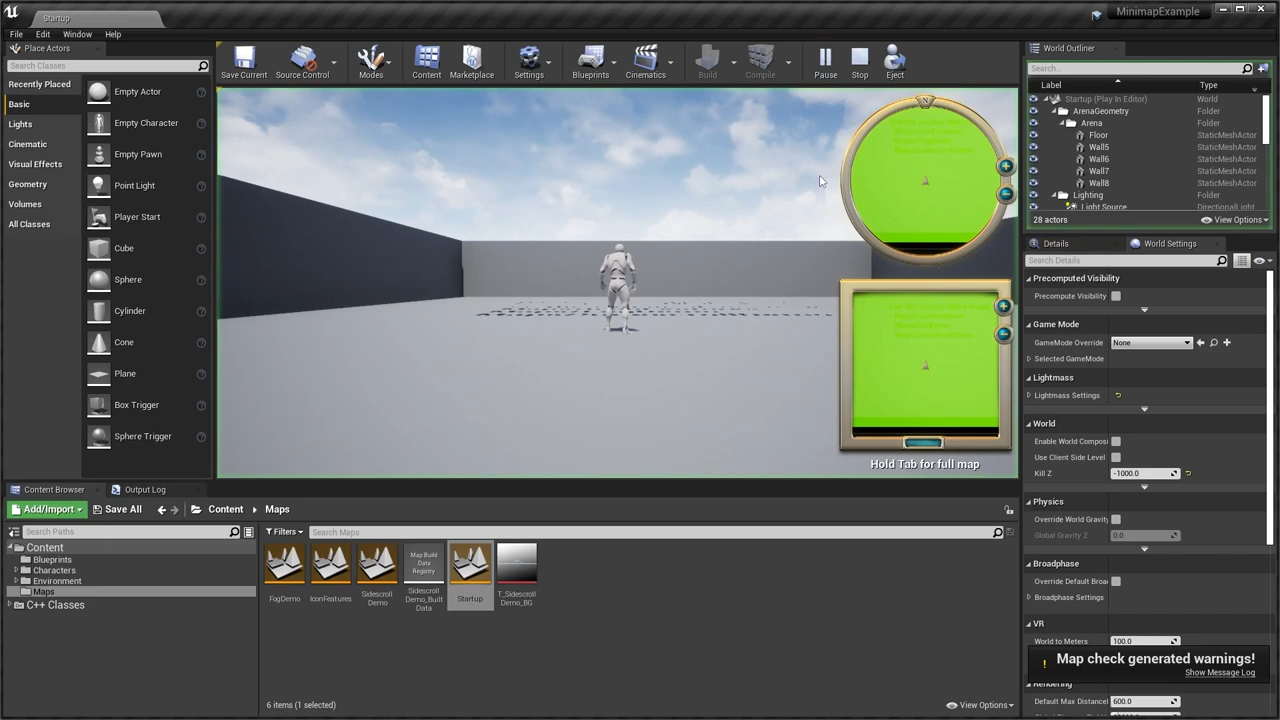 Startup
MinimapExample
File Edit Window Help
Place Actors
Search Classes
Recently Placed
Basic
Lights
Cinematic
Visual Effects
Geometry
Volumes
All Classes
Empty Actor
Empty Character
Empty Pawn
Point Light
Player Start
Cube
Sphere
Cylinder
Cone
Plane
Box Trigger
Sphere Trigger
Save Current
Source Control
Modes
Content
Marketplace
Settings
Blueprints
Cinematics
Build
Compile
Pause
Stop
Eject
N
Hold Tab for full map
World Outliner
Search...
Label Type
Startup (Play In Editor) World
ArenaGeometry Folder
Arena Folder
Floor StaticMeshActor
Wall5 StaticMeshActor
Wall6 StaticMeshActor
Wall7 StaticMeshActor
Wall8 StaticMeshActor
Lighting Folder
Light Source DirectionalLight
28 actors View Options
Details World Settings
Search Details
Precomputed Visibility
Precompute Visibility
Game Mode
GameMode Override None
Selected GameMode
Lightmass
Lightmass Settings
World
Enable World Composi
Use Client Side Level
Kill Z -1000.0
Physics
Override World Gravity
Global Gravity Z 0.0
Broadphase
Override Default Broa
Broadphase Settings
VR
World to Meters 100.0
Map check generated warnings!
Show Message Log
Rendering
Default Max Distance 600.0
Content Browser Output Log
Add/Import Save All Content Maps
Search Paths
Filters Search Maps
Content
Blueprints
Characters
Environment
Maps
C++ Classes
FogDemo
IconFeatures
Sidescroll
Demo
Map Build
Data
Registry
Sidescroll
Demo_Built
Data
Startup
T_Sidescroll
Demo_BG
6 items (1 selected) View Options